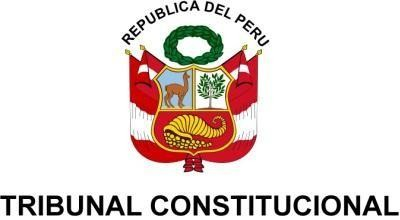 REPUBLICA DEL PERU
TRIBUNAL CONSTITUCIONAL